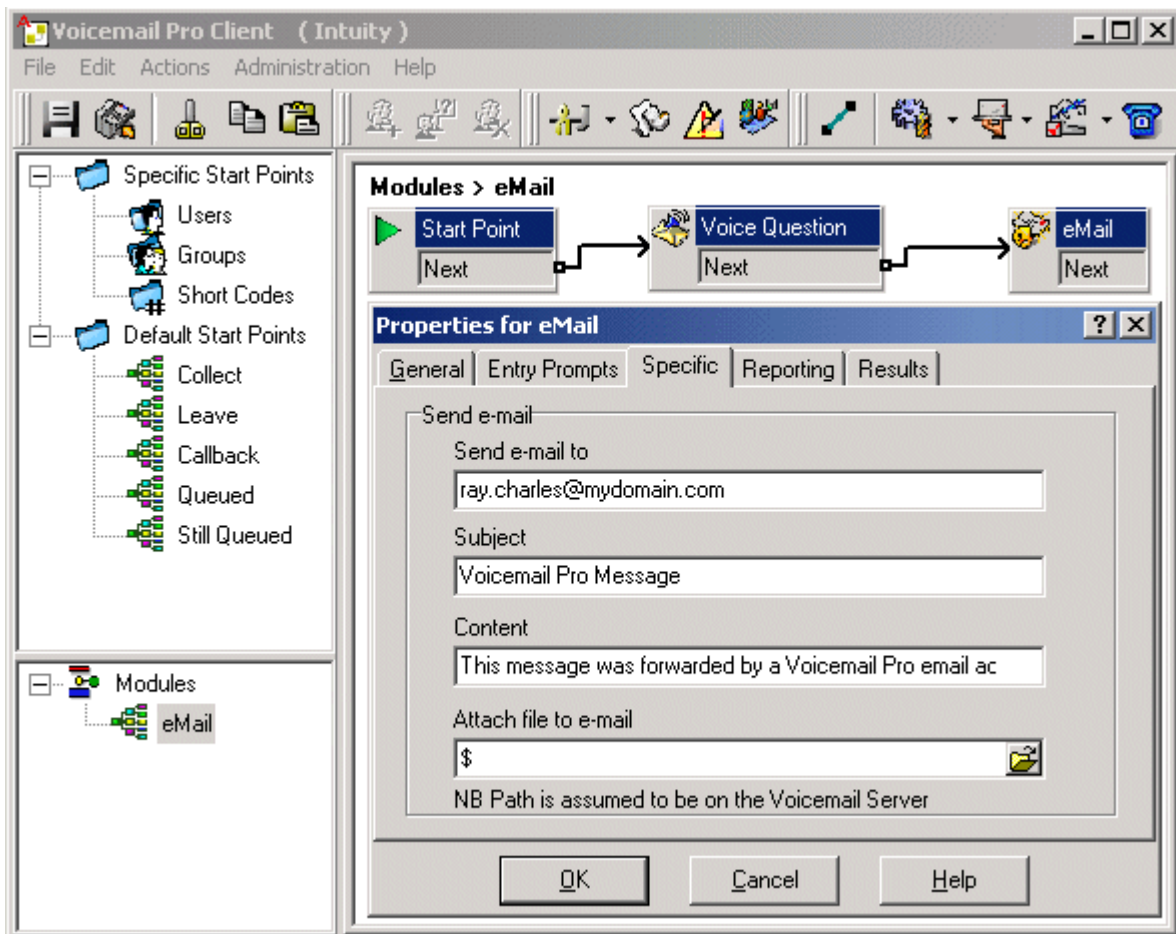 Voicemail Pro Client ( Intuity )
File Edit Actions Administration Help
Specific Start Points
Users
Groups
Short Codes
Default Start Points
Collect
Leave
Callback
Queued
Still Queued
Modules
eMail
Modules > eMail
Start Point
Next
Voice Question
Next
eMail
Next
Properties for eMail
General Entry Prompts Specific Reporting Results
Send e-mail
Send e-mail to
ray.charles@mydomain.com
Subject
Voicemail Pro Message
Content
This message was forwarded by a Voicemail Pro email ac
Attach file to e-mail
$
NB Path is assumed to be on the Voicemail Server
OK Cancel Help